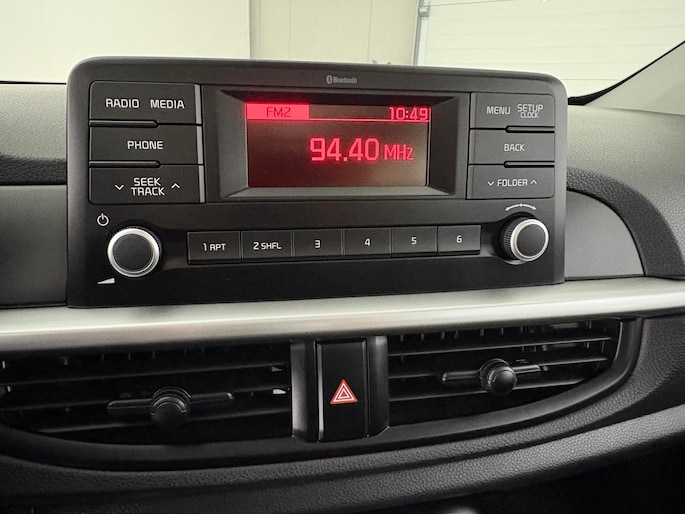 Bluetooth
RADIO MEDIA
FM2 10:49
MENU SETUP
CLOCK
PHONE
94.40 MHz
BACK
SEEK
TRACK
FOLDER
1 RPT 2 SHFL 3 4 5 6